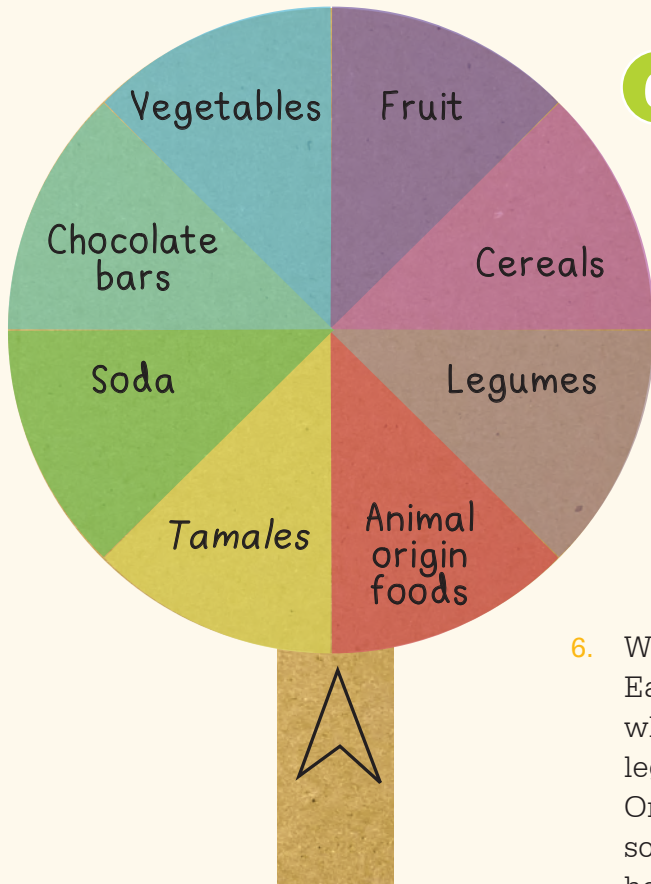 Vegetables
Fruit
Chocolate
bars
Cereals
Soda
Legumes
Tamales
Animal
origin
foods
6.